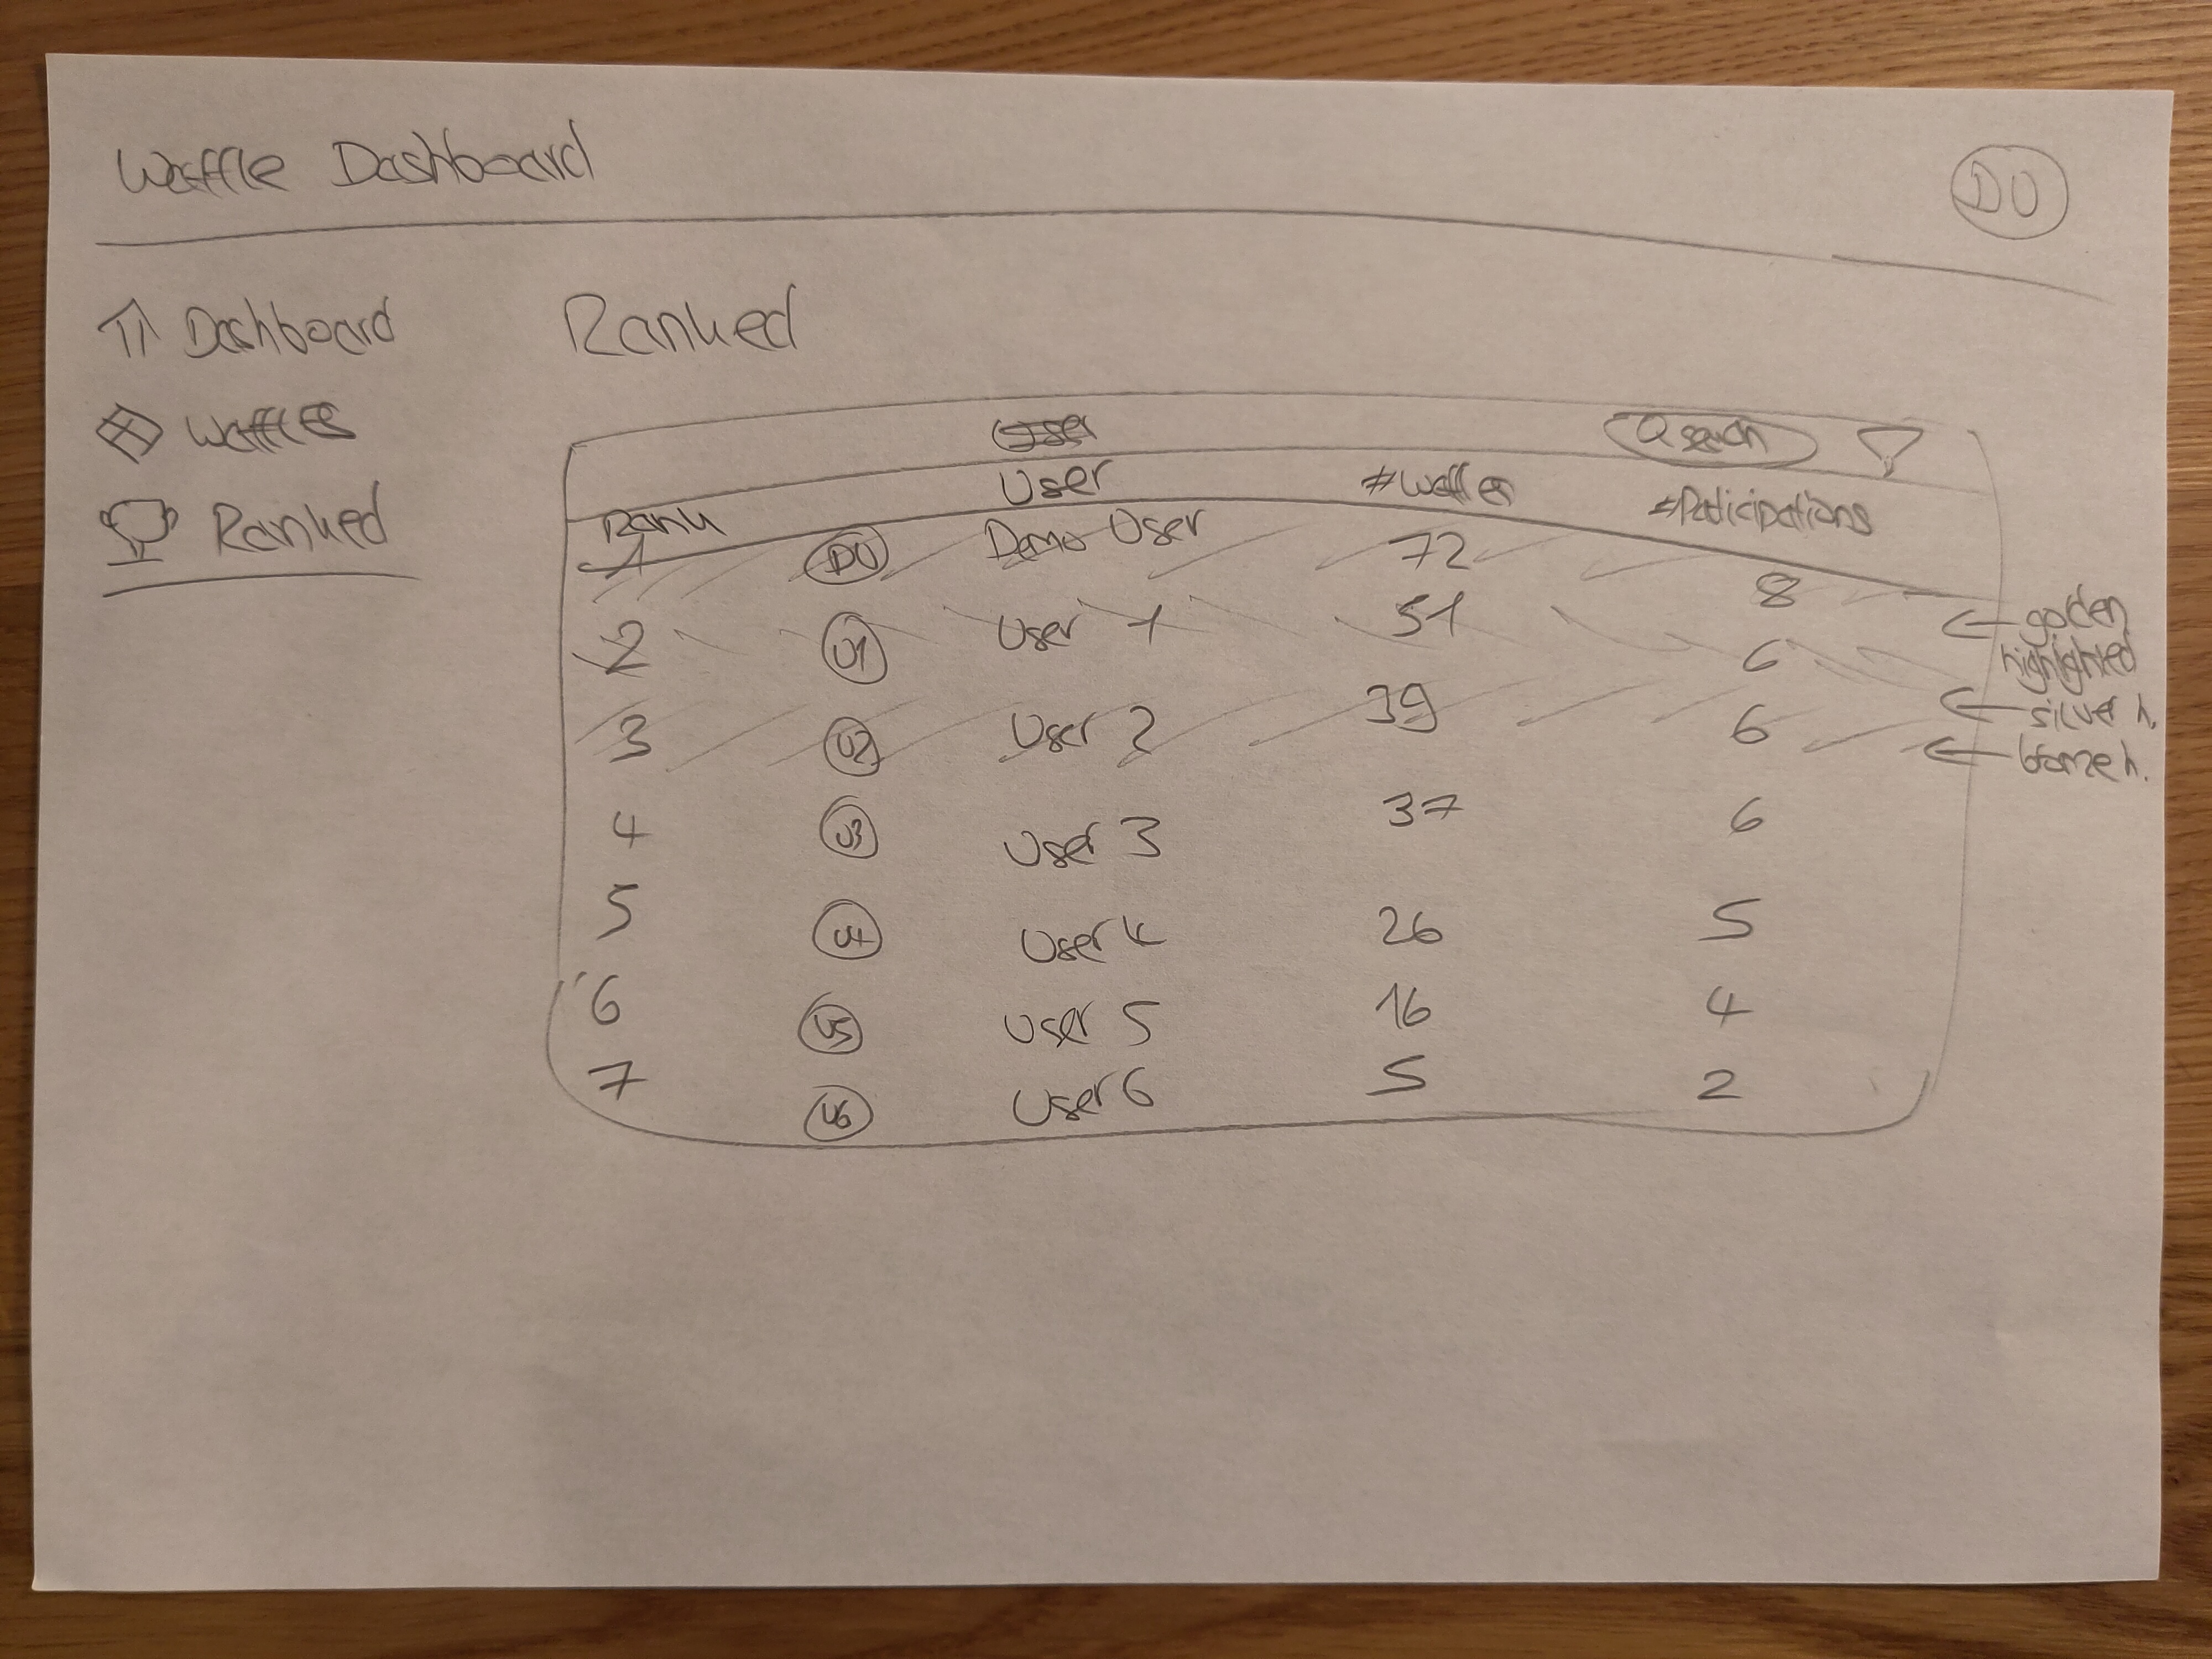 Waffle Dashboard
DU
Dashboard
Waffles
Ranked
Ranked
User
search
Rank User #Waffles #Paticipations
1 DU Demo User 72 8
2 U1 User 1 51 6
3 U2 User 2 39 6
4 U3 User 3 37 6
5 U4 User 4 26 5
6 U5 User 5 16 4
7 U6 User 6 5 2
golden
highlighted
silver h.
bronze h.